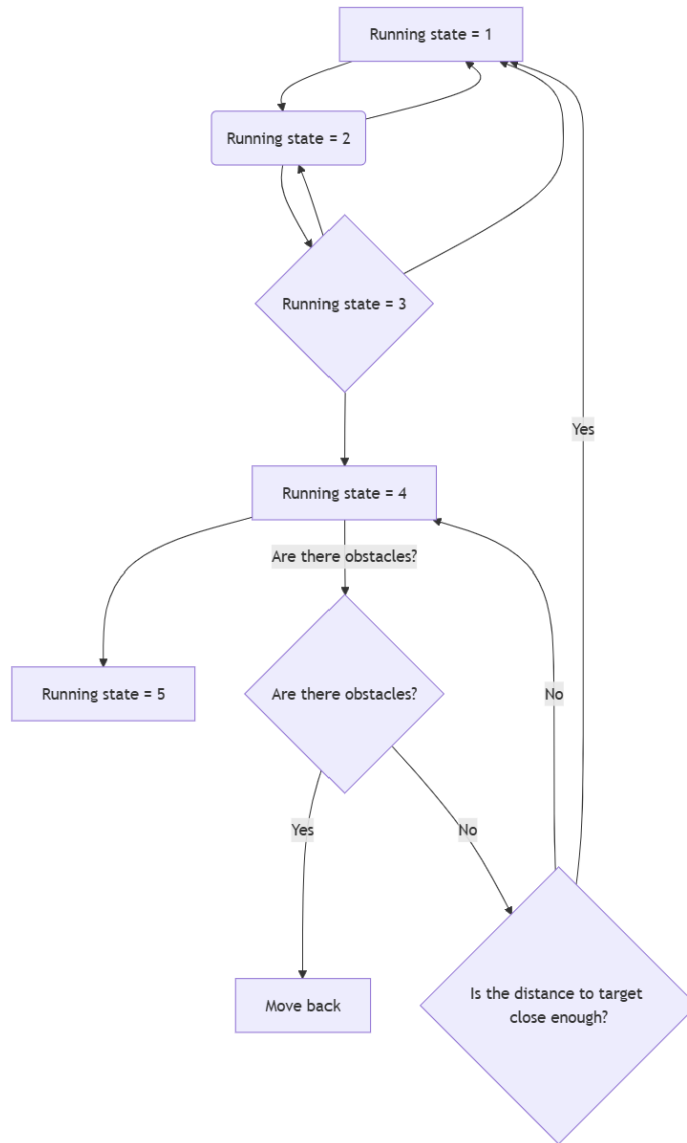 Running state = 1
Running state = 2
Running state = 3
Yes
Running state = 4
Are there obstacles?
Running state = 5
Are there obstacles?
No
Yes
No
Move back
Is the distance to target
close enough?